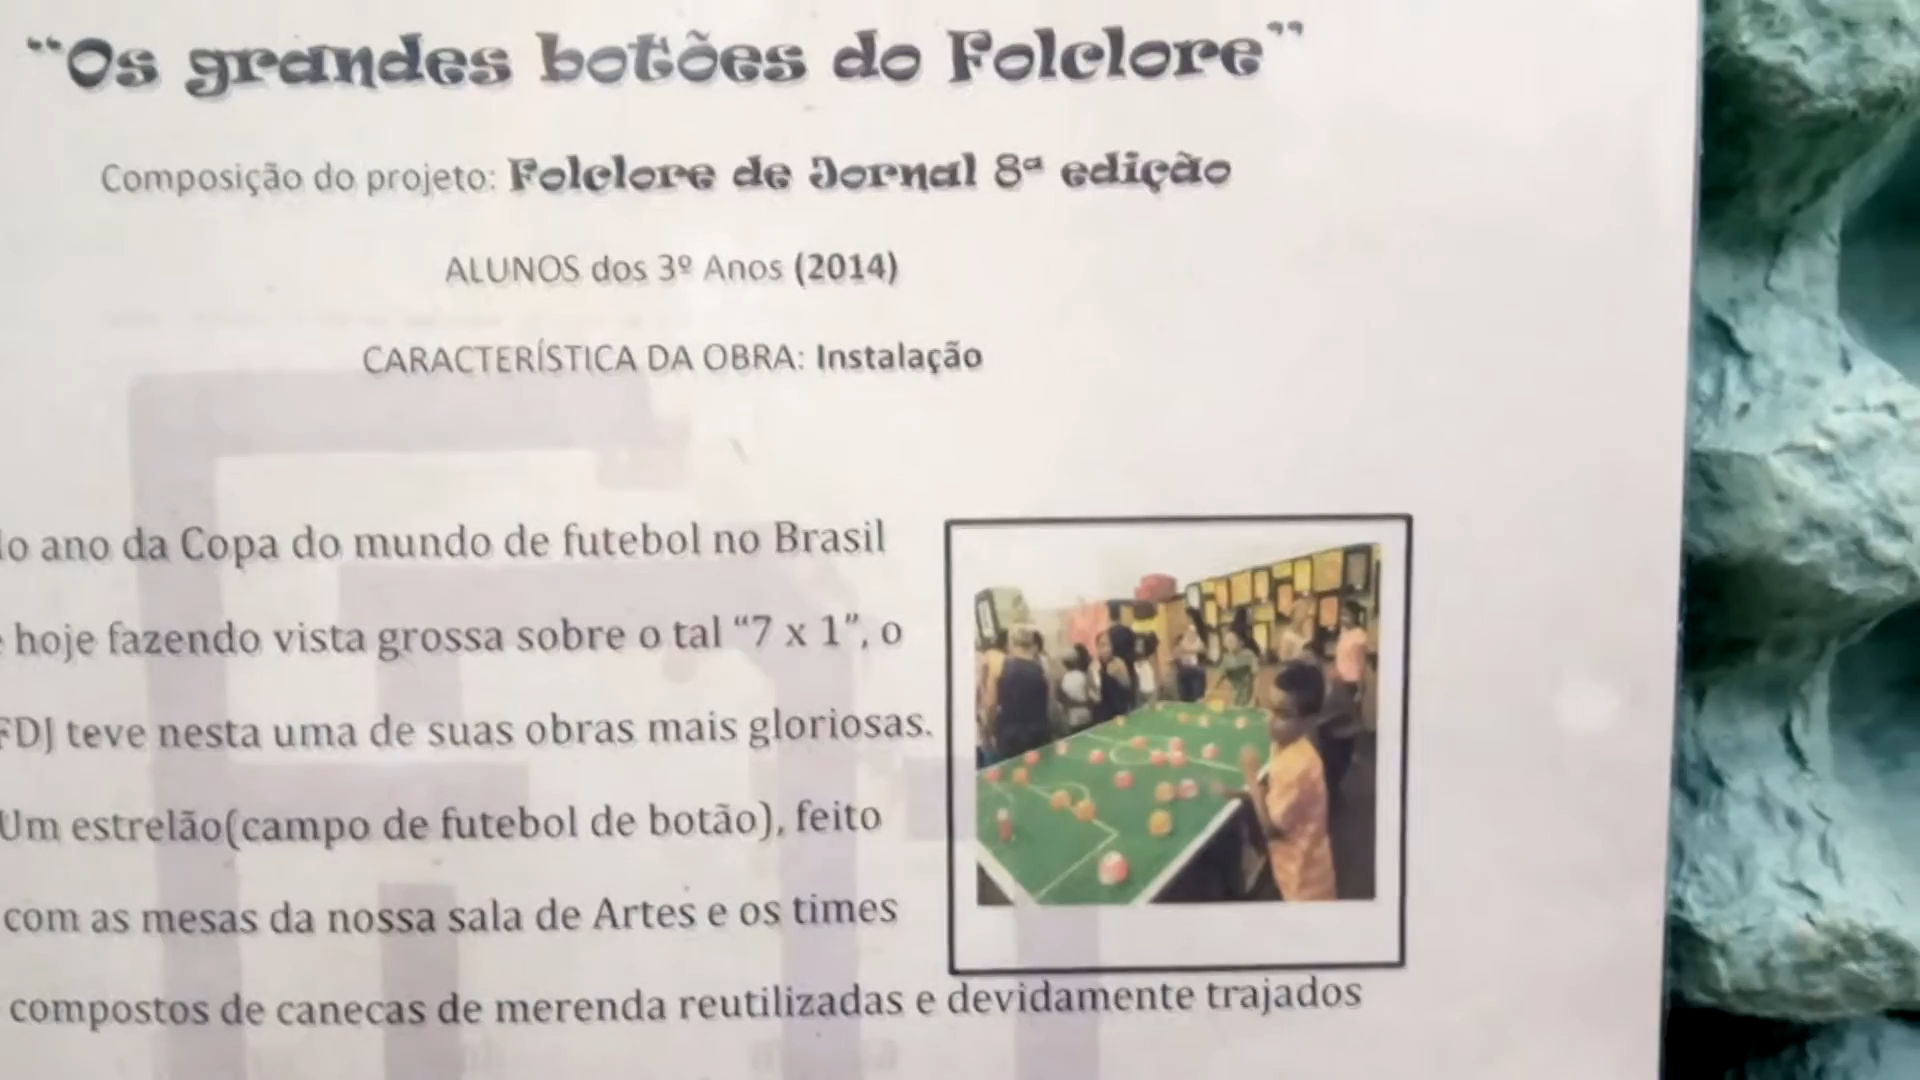 “Os grandes botões do Folclore”
Composição do projeto: Folclore de Jornal 8ª edição
ALUNOS dos 3º Anos (2014)
CARACTERÍSTICA DA OBRA: Instalação
ano da Copa do mundo de futebol no Brasil
hoje fazendo vista grossa sobre o tal “7 x 1”, o
FDJ teve nesta uma de suas obras mais gloriosas.
Um estrelão(campo de futebol de botão), feito
com as mesas da nossa sala de Artes e os times
compostos de canecas de merenda reutilizadas e devidamente trajados